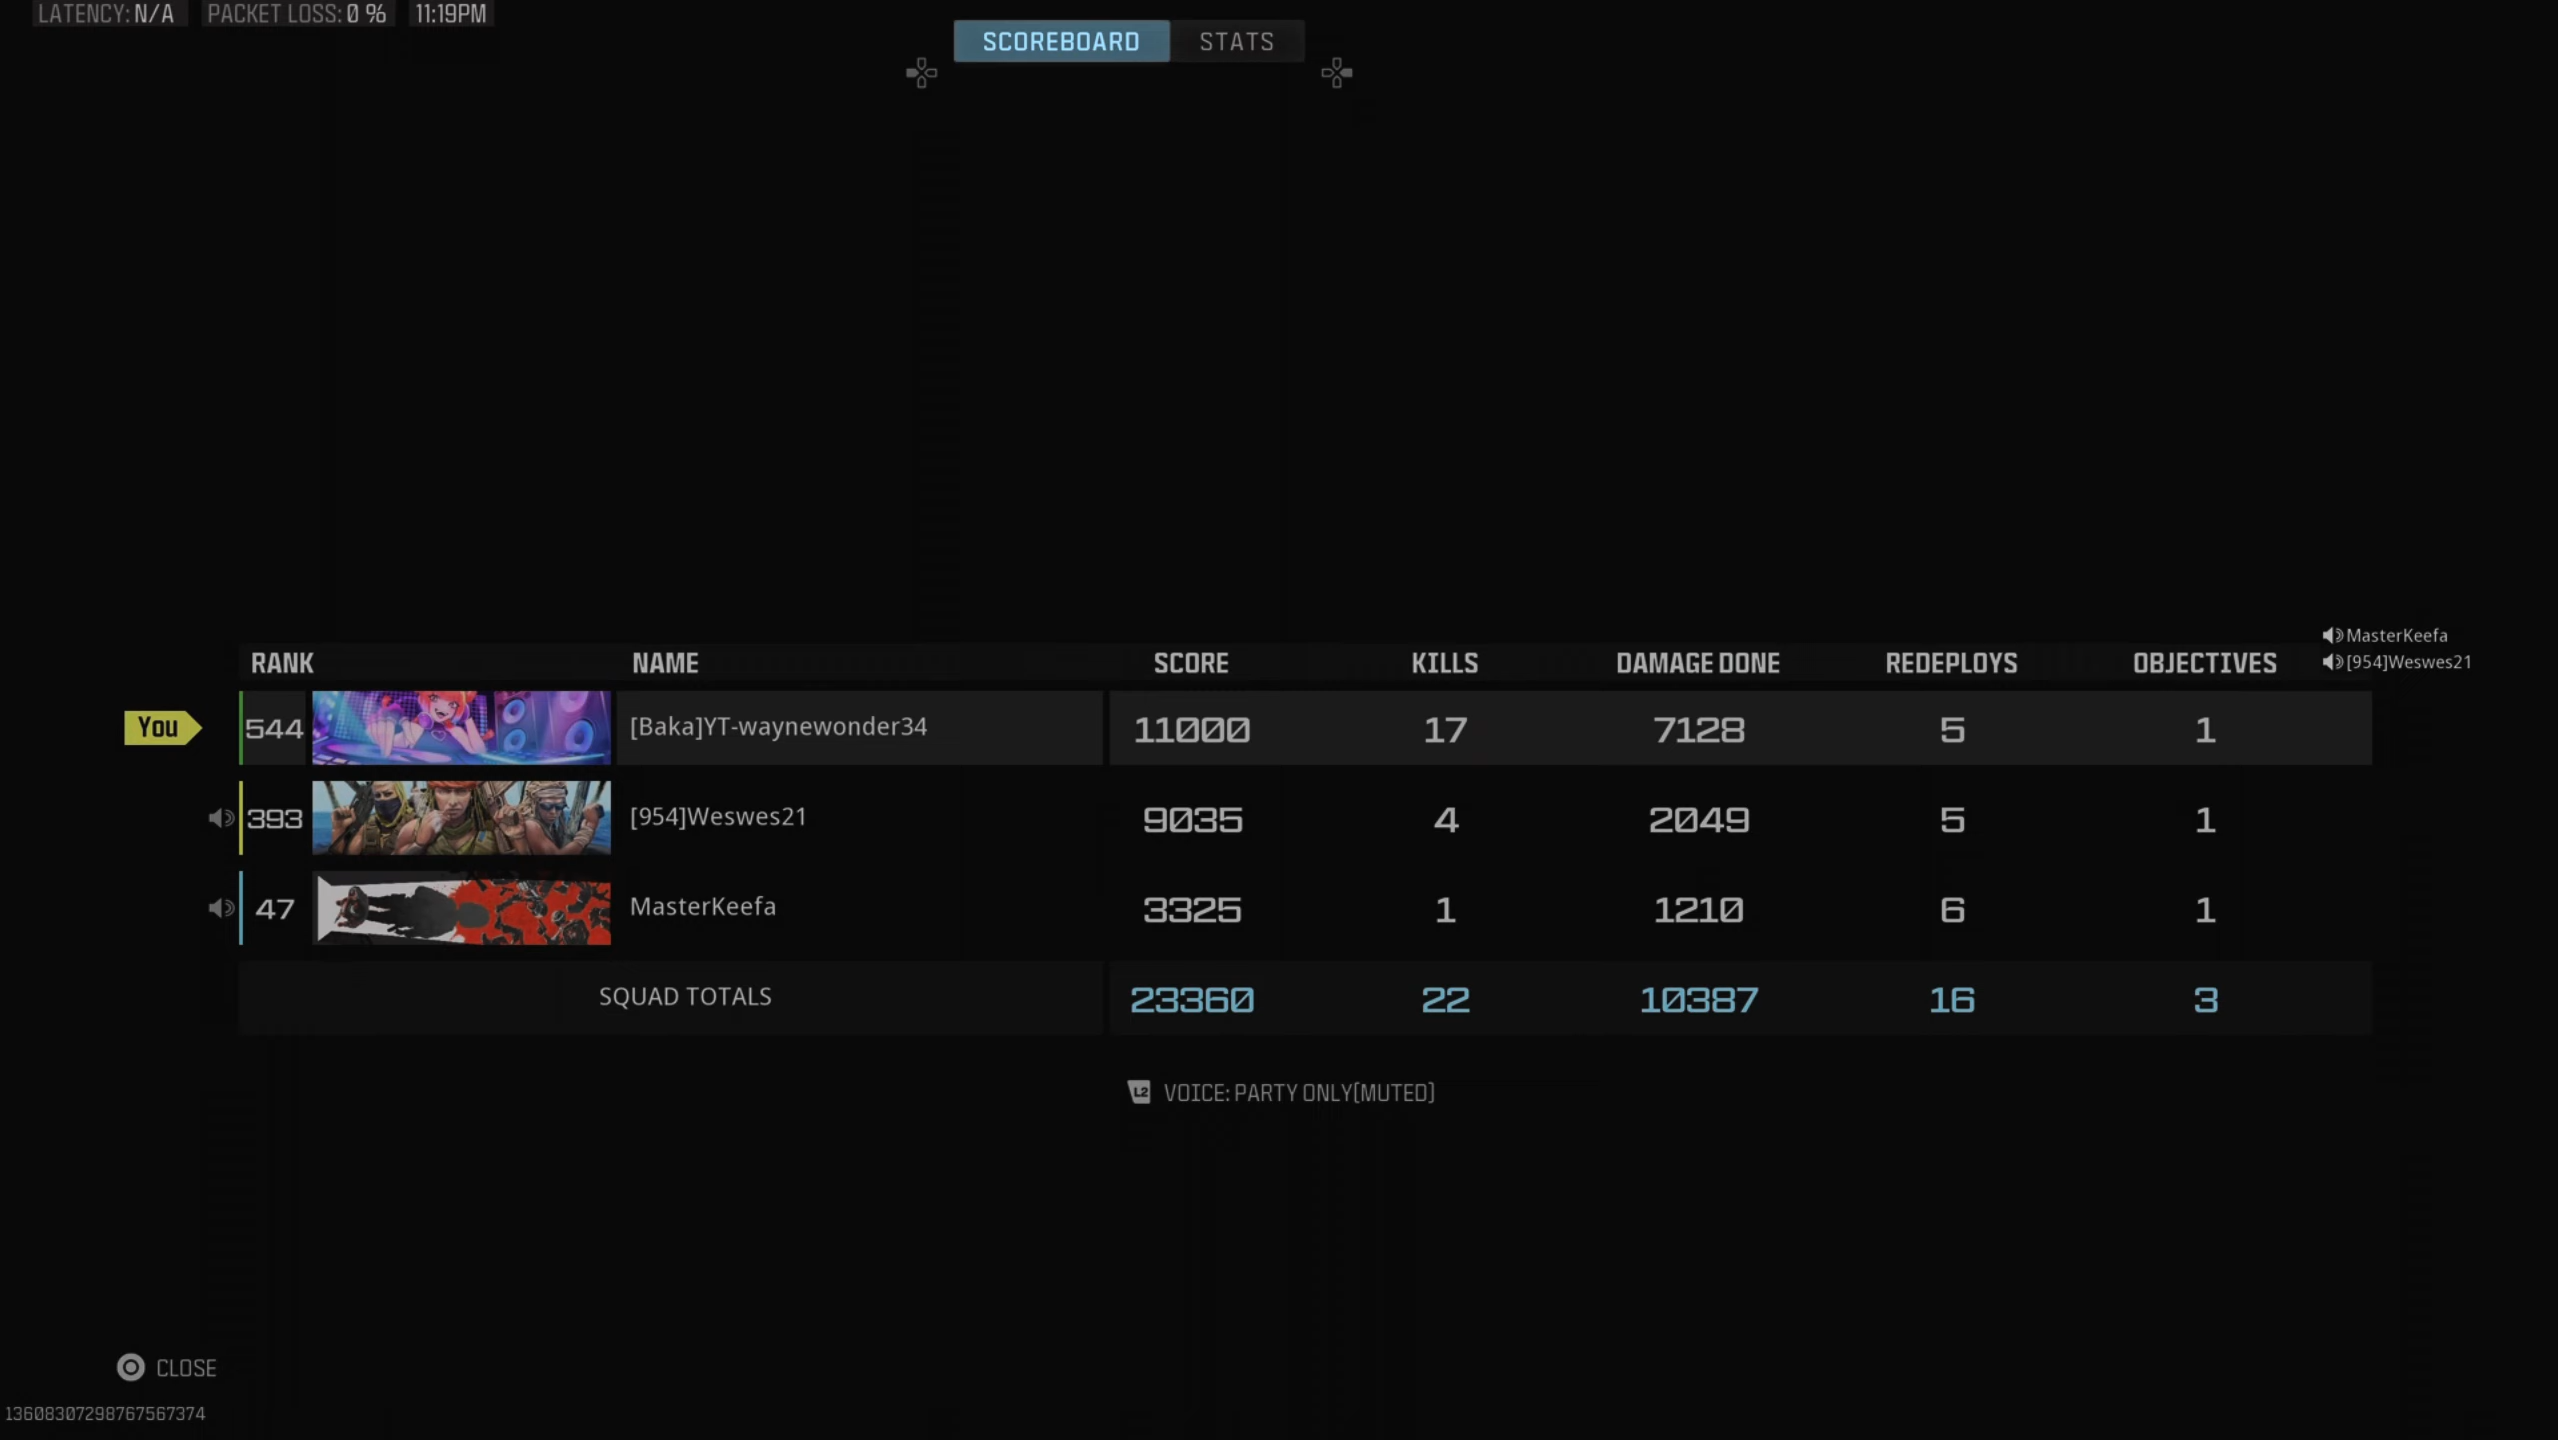 LATENCY: N/A PACKET LOSS: 0 % 11:19PM
SCOREBOARD STATS
MasterKeefa
[954]Weswes21
RANK NAME SCORE KILLS DAMAGE DONE REDEPLOYS OBJECTIVES
You 544 [Baka]YT-waynewonder34 11000 17 7128 5 1
393 [954]Weswes21 9035 4 2049 5 1
47 MasterKeefa 3325 1 1210 6 1
SQUAD TOTALS 23360 22 10387 16 3
L2 VOICE: PARTY ONLY(MUTED)
CLOSE
13608307298767567374